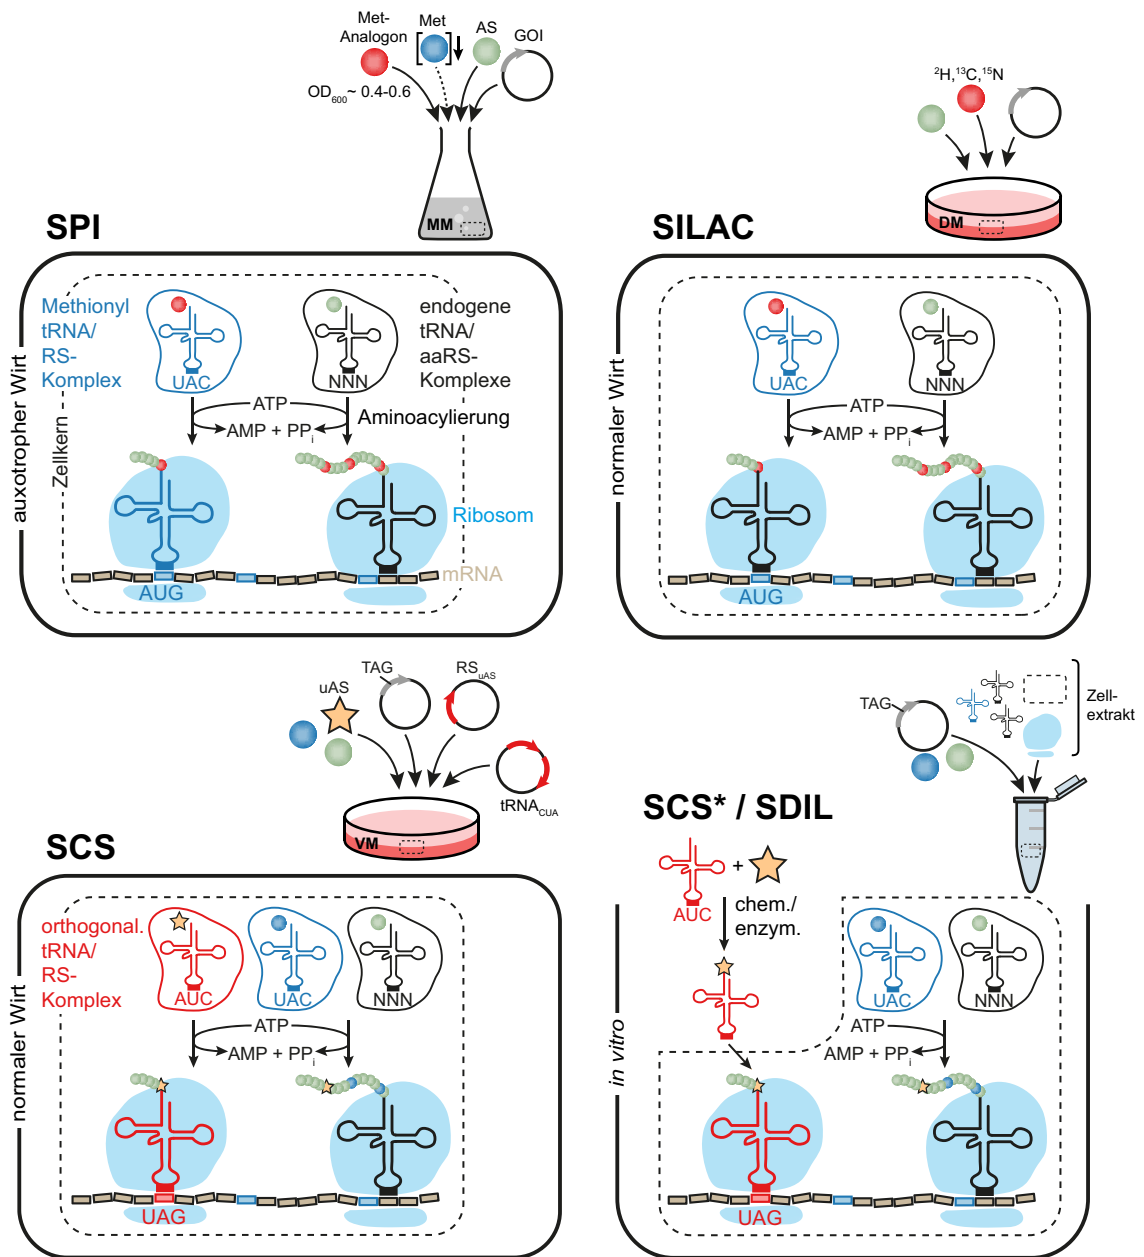 Met-
Analogon
Met
AS
GOI
OD600~ 0.4-0.6
MM
SPI
auxotropher Wirt
Zellkern
Methionyl
tRNA/
RS-
Komplex
UAC
NNN
endogene
tRNA/
aaRS-
Komplexe
ATP
AMP + PPi
Aminoacylierung
Ribosom
mRNA
AUG
2H,13C,15N
DM
SILAC
normaler Wirt
UAC
NNN
ATP
AMP + PPi
AUG
uAS
TAG
RSuAS
tRNACUA
VM
SCS
normaler Wirt
orthogonal.
tRNA/
RS-
Komplex
AUC
UAC
NNN
ATP
AMP + PPi
UAG
TAG
Zell-
extrakt
SCS* / SDIL
in vitro
AUC
+
chem./
enzym.
UAC
NNN
ATP
AMP + PPi
UAG